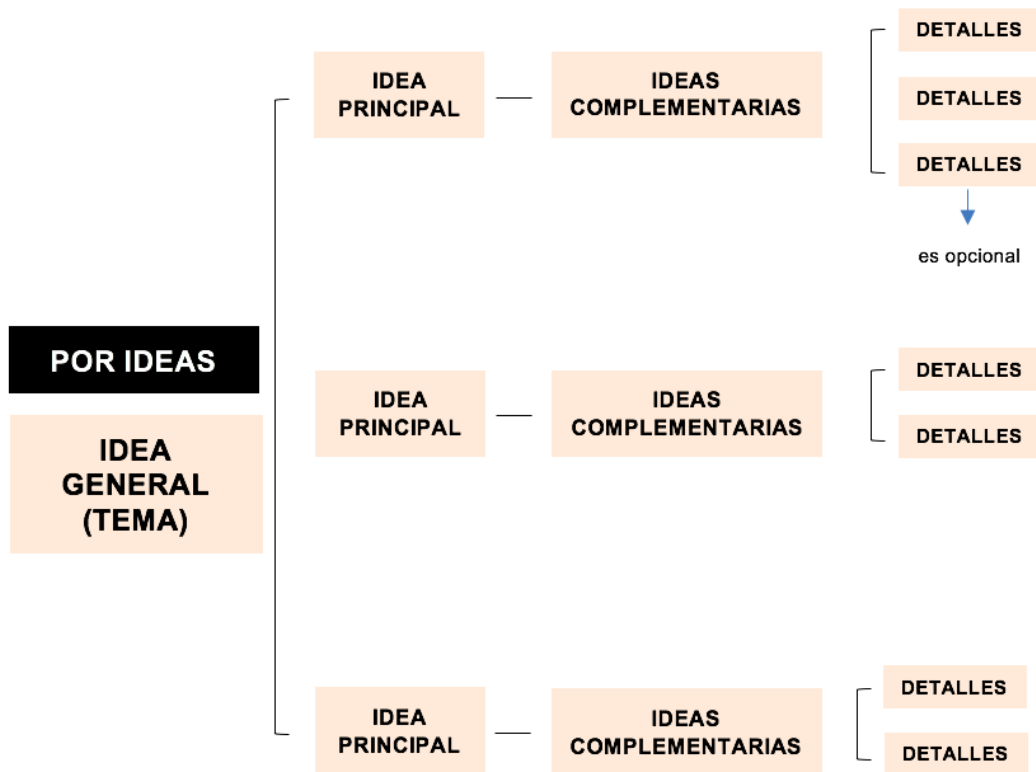 DETALLES
IDEA
PRINCIPAL
IDEAS
COMPLEMENTARIAS
DETALLES
DETALLES
es opcional
POR IDEAS
IDEA
GENERAL
(TEMA)
IDEA
PRINCIPAL
IDEAS
COMPLEMENTARIAS
DETALLES
DETALLES
IDEA
PRINCIPAL
IDEAS
COMPLEMENTARIAS
DETALLES
DETALLES